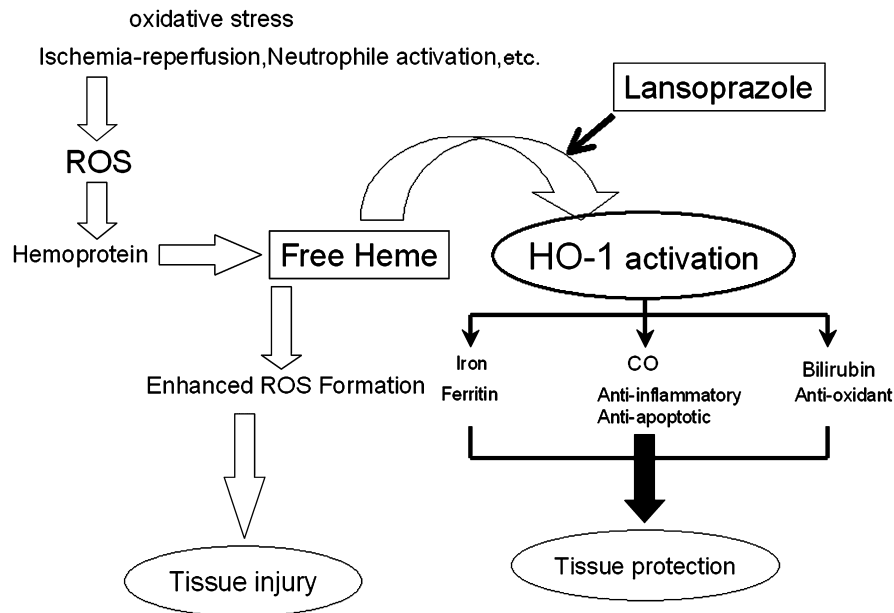 oxidative stress
Ischemia-reperfusion,Neutrophile activation,etc.
Lansoprazole
ROS
Hemoprotein
Free Heme
HO-1 activation
Enhanced ROS Formation
Iron
Ferritin
CO
Anti-inflammatory
Anti-apoptotic
Bilirubin
Anti-oxidant
Tissue injury
Tissue protection